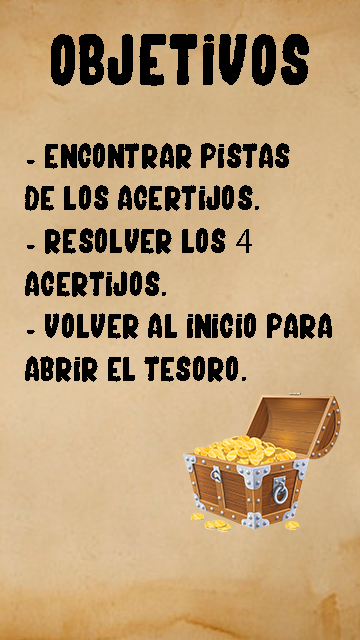 OBJETIVOS
- ENCONTRAR PISTAS
DE LOS ACERTIJOS.
- RESOLVER LOS 4
ACERTIJOS.
- VOLVER AL INICIO PARA
ABRIR EL TESORO.